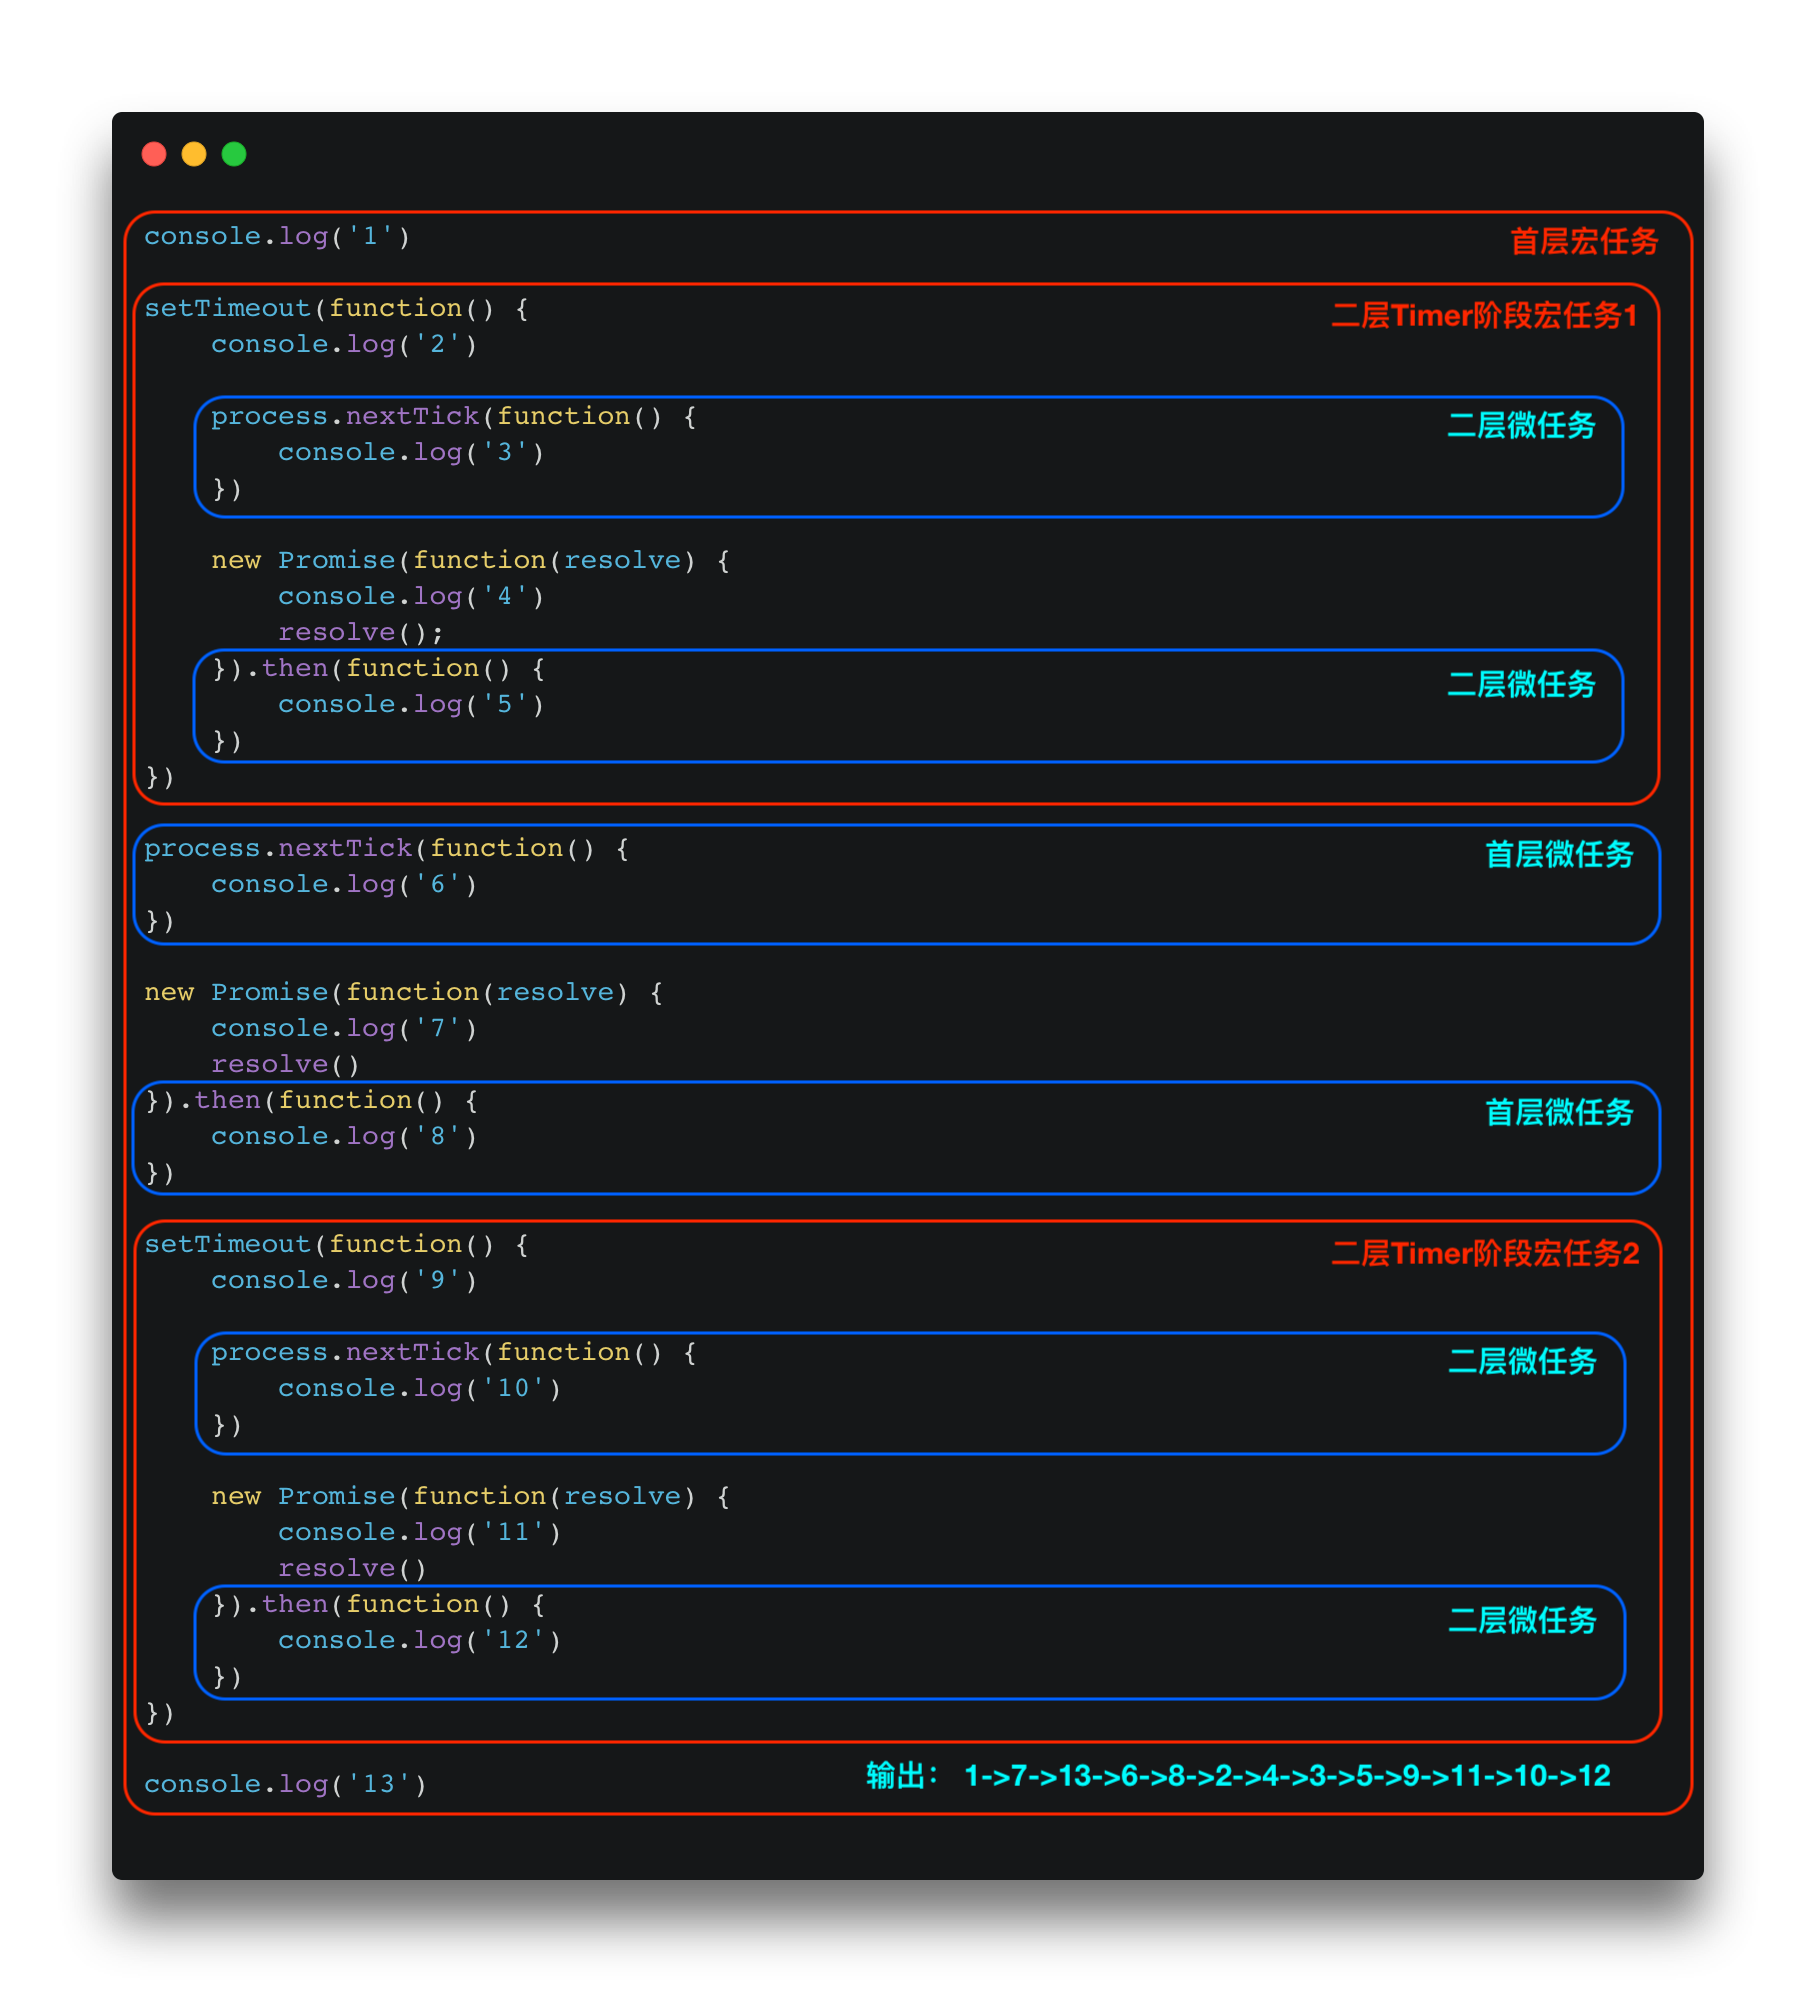 console.log('1')
首层宏任务
setTimeout(function() {
二层Timer阶段宏任务1
    console.log('2')
    process.nextTick(function() {
二层微任务
        console.log('3')
    })
    new Promise(function(resolve) {
        console.log('4')
        resolve();
    }).then(function() {
二层微任务
        console.log('5')
    })
})
process.nextTick(function() {
首层微任务
    console.log('6')
})
new Promise(function(resolve) {
    console.log('7')
    resolve()
}).then(function() {
首层微任务
    console.log('8')
})
setTimeout(function() {
二层Timer阶段宏任务2
    console.log('9')
    process.nextTick(function() {
二层微任务
        console.log('10')
    })
    new Promise(function(resolve) {
        console.log('11')
        resolve()
    }).then(function() {
二层微任务
        console.log('12')
    })
})
console.log('13')
输出： 1->7->13->6->8->2->4->3->5->9->11->10->12